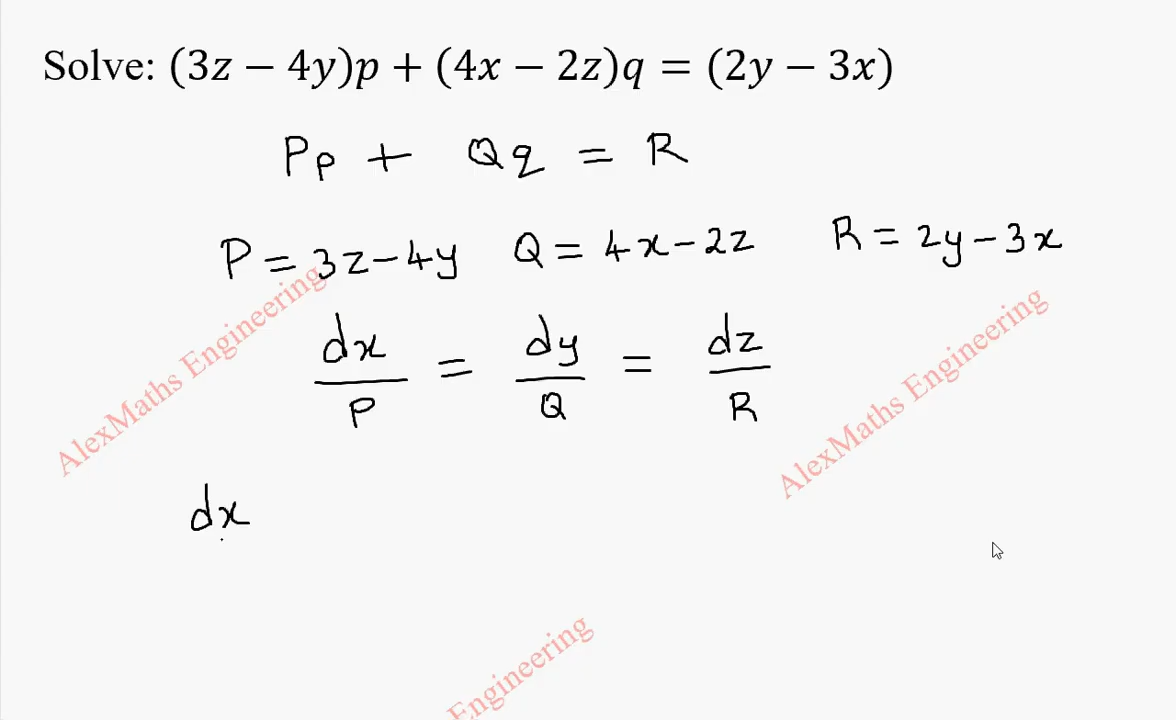 Solve: (3z − 4y)p + (4x − 2z)q = (2y − 3x)
Pp + Qq = R
P = 3z − 4y Q = 4x − 2z R = 2y − 3x
dx/P = dy/Q = dz/R
dx
AlexMaths Engineering
AlexMaths Engineering
Engineering